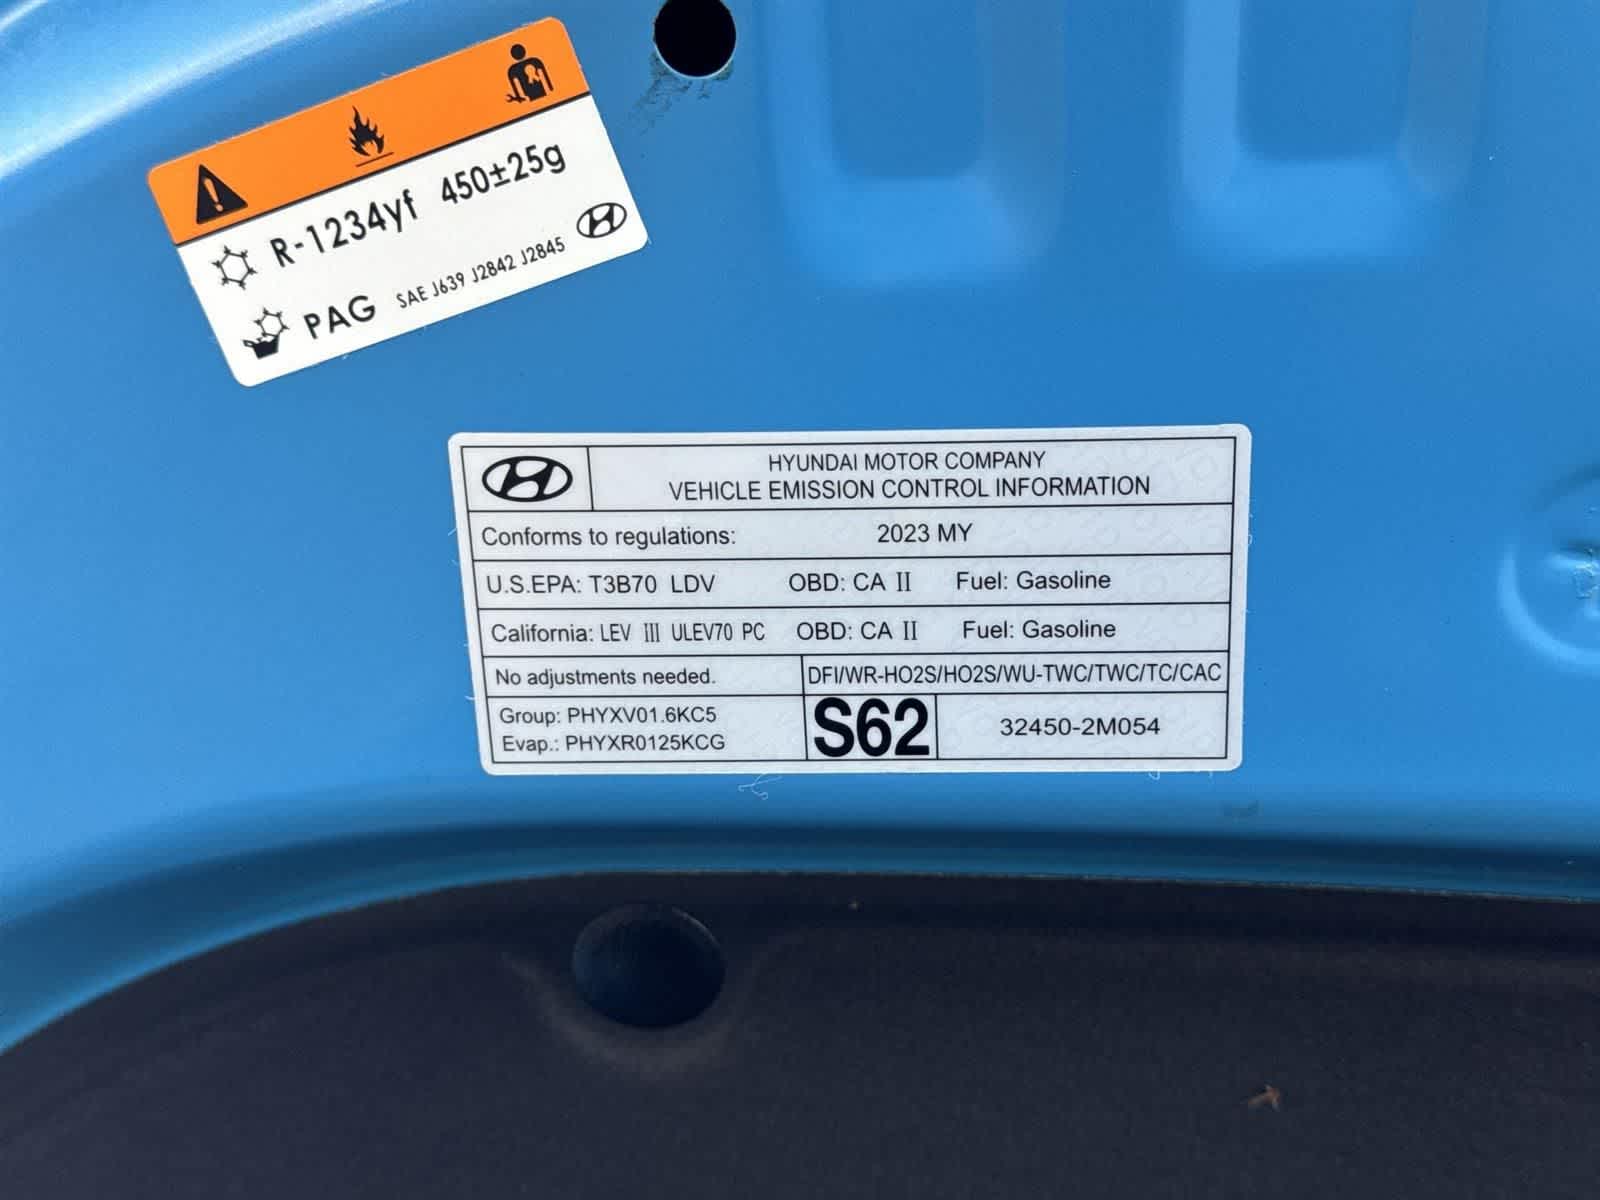 R-1234yf 450±25g
PAG SAE J639 J2842 J2845
HYUNDAI MOTOR COMPANY
VEHICLE EMISSION CONTROL INFORMATION
Conforms to regulations: 2023 MY
U.S.EPA: T3B70 LDV OBD: CA II Fuel: Gasoline
California: LEV III ULEV70 PC OBD: CA II Fuel: Gasoline
No adjustments needed. DFI/WR-HO2S/HO2S/WU-TWC/TWC/TC/CAC
Group: PHYXV01.6KC5
Evap.: PHYXR0125KCG
S62
32450-2M054